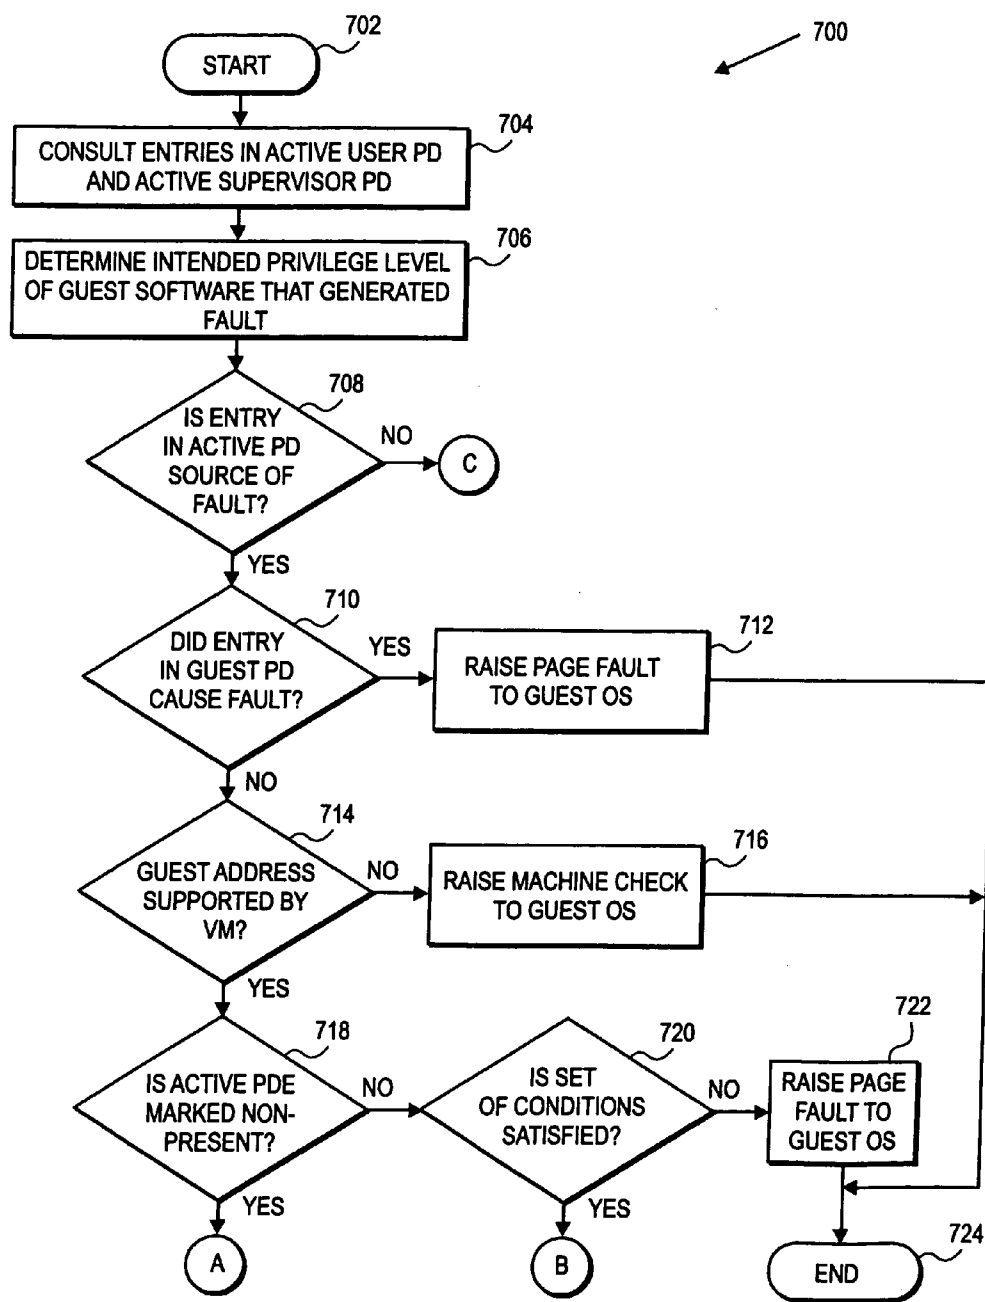 702
700
START
704
CONSULT ENTRIES IN ACTIVE USER PD
AND ACTIVE SUPERVISOR PD
706
DETERMINE INTENDED PRIVILEGE LEVEL
OF GUEST SOFTWARE THAT GENERATED
FAULT
708
IS ENTRY
IN ACTIVE PD
SOURCE OF
FAULT?
NO
C
YES
710
DID ENTRY
IN GUEST PD
CAUSE FAULT?
YES
712
RAISE PAGE FAULT
TO GUEST OS
NO
714
GUEST ADDRESS
SUPPORTED BY
VM?
NO
716
RAISE MACHINE CHECK
TO GUEST OS
YES
718
IS ACTIVE PDE
MARKED NON-
PRESENT?
NO
720
IS SET
OF CONDITIONS
SATISFIED?
NO
722
RAISE PAGE
FAULT TO
GUEST OS
YES
A
YES
B
724
END